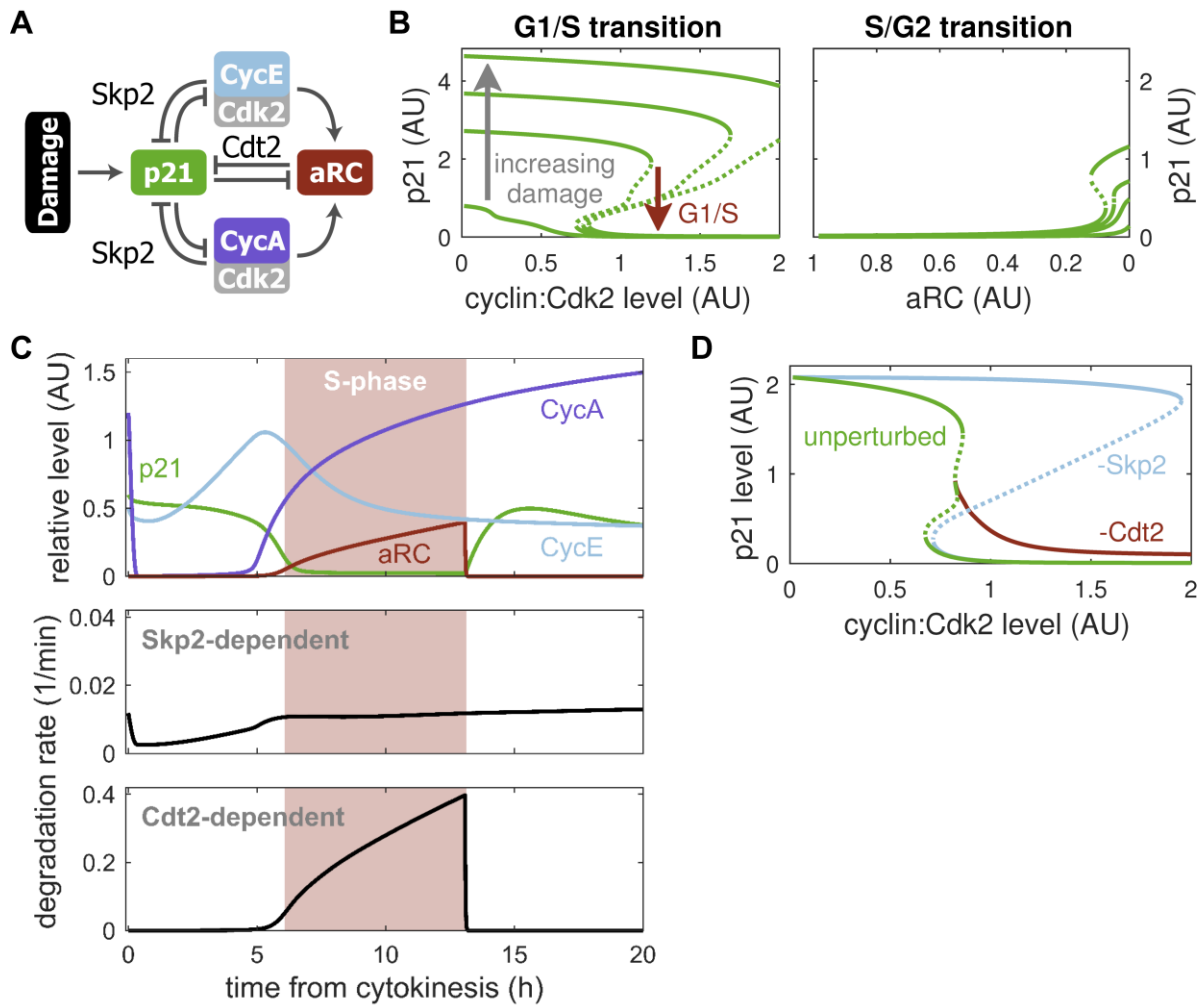 A
Damage
Skp2
CycE
Cdk2
p21
Cdt2
aRC
Skp2
CycA
Cdk2
B
G1/S transition
S/G2 transition
p21 (AU)
4
2
0
increasing
damage
G1/S
0
0.5
1
1.5
2
cyclin:Cdk2 level (AU)
2
1
0
p21 (AU)
1
0.8
0.6
0.4
0.2
0
aRC (AU)
C
relative level (AU)
1.5
1
0.5
0
S-phase
CycA
p21
aRC
CycE
degradation rate (1/min)
0.04
0.02
0
Skp2-dependent
0.4
0.2
0
Cdt2-dependent
0
5
10
15
20
time from cytokinesis (h)
D
p21 level (AU)
2
1
0
unperturbed
-Skp2
-Cdt2
0
0.5
1
1.5
2
cyclin:Cdk2 level (AU)